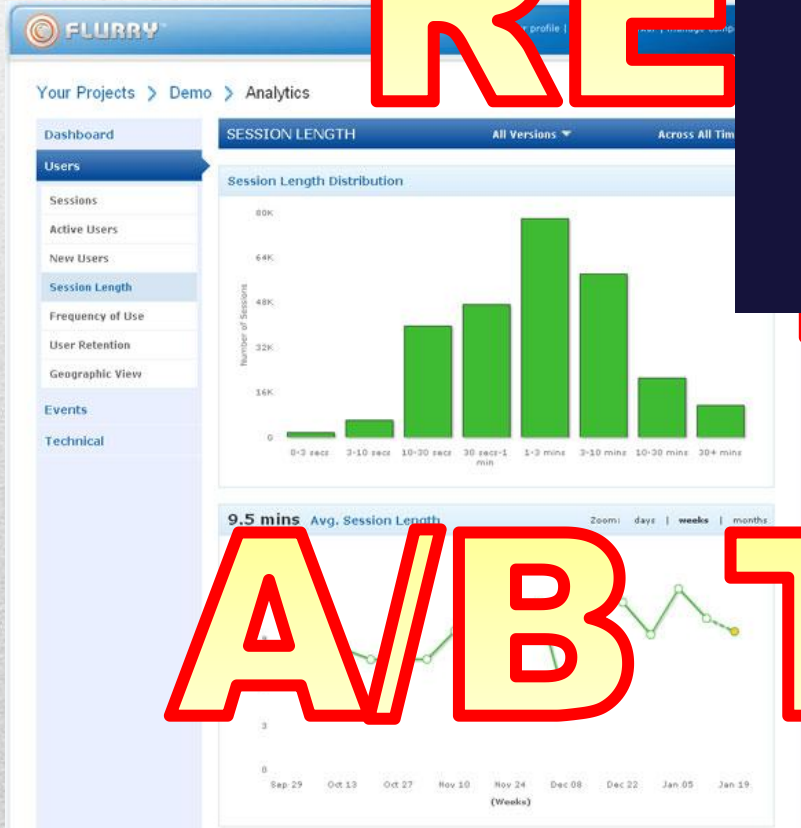 FLURRY
RE
profile |
Your Projects > Demo > Analytics
Dashboard
Users
Sessions
Active Users
New Users
Session Length
Frequency of Use
User Retention
Geographic View
Events
Technical
SESSION LENGTH All Versions Across All Tim
Session Length Distribution
80K
64K
48K
32K
16K
0
Number of Sessions
0-3 secs 3-10 secs 10-30 secs 30 secs-1 min 1-3 mins 3-10 mins 10-30 mins 30+ mins
9.5 mins Avg. Session Length Zoom: days | weeks | months
A/B T
3
0
Sep 29 Oct 13 Oct 27 Nov 10 Nov 24 Dec 08 Dec 22 Jan 05 Jan 19
(Weeks)